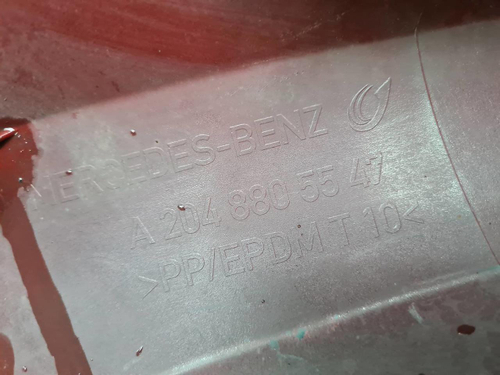 MERCEDES-BENZ
A 204 880 55 47
>PP/EPDM T 10<